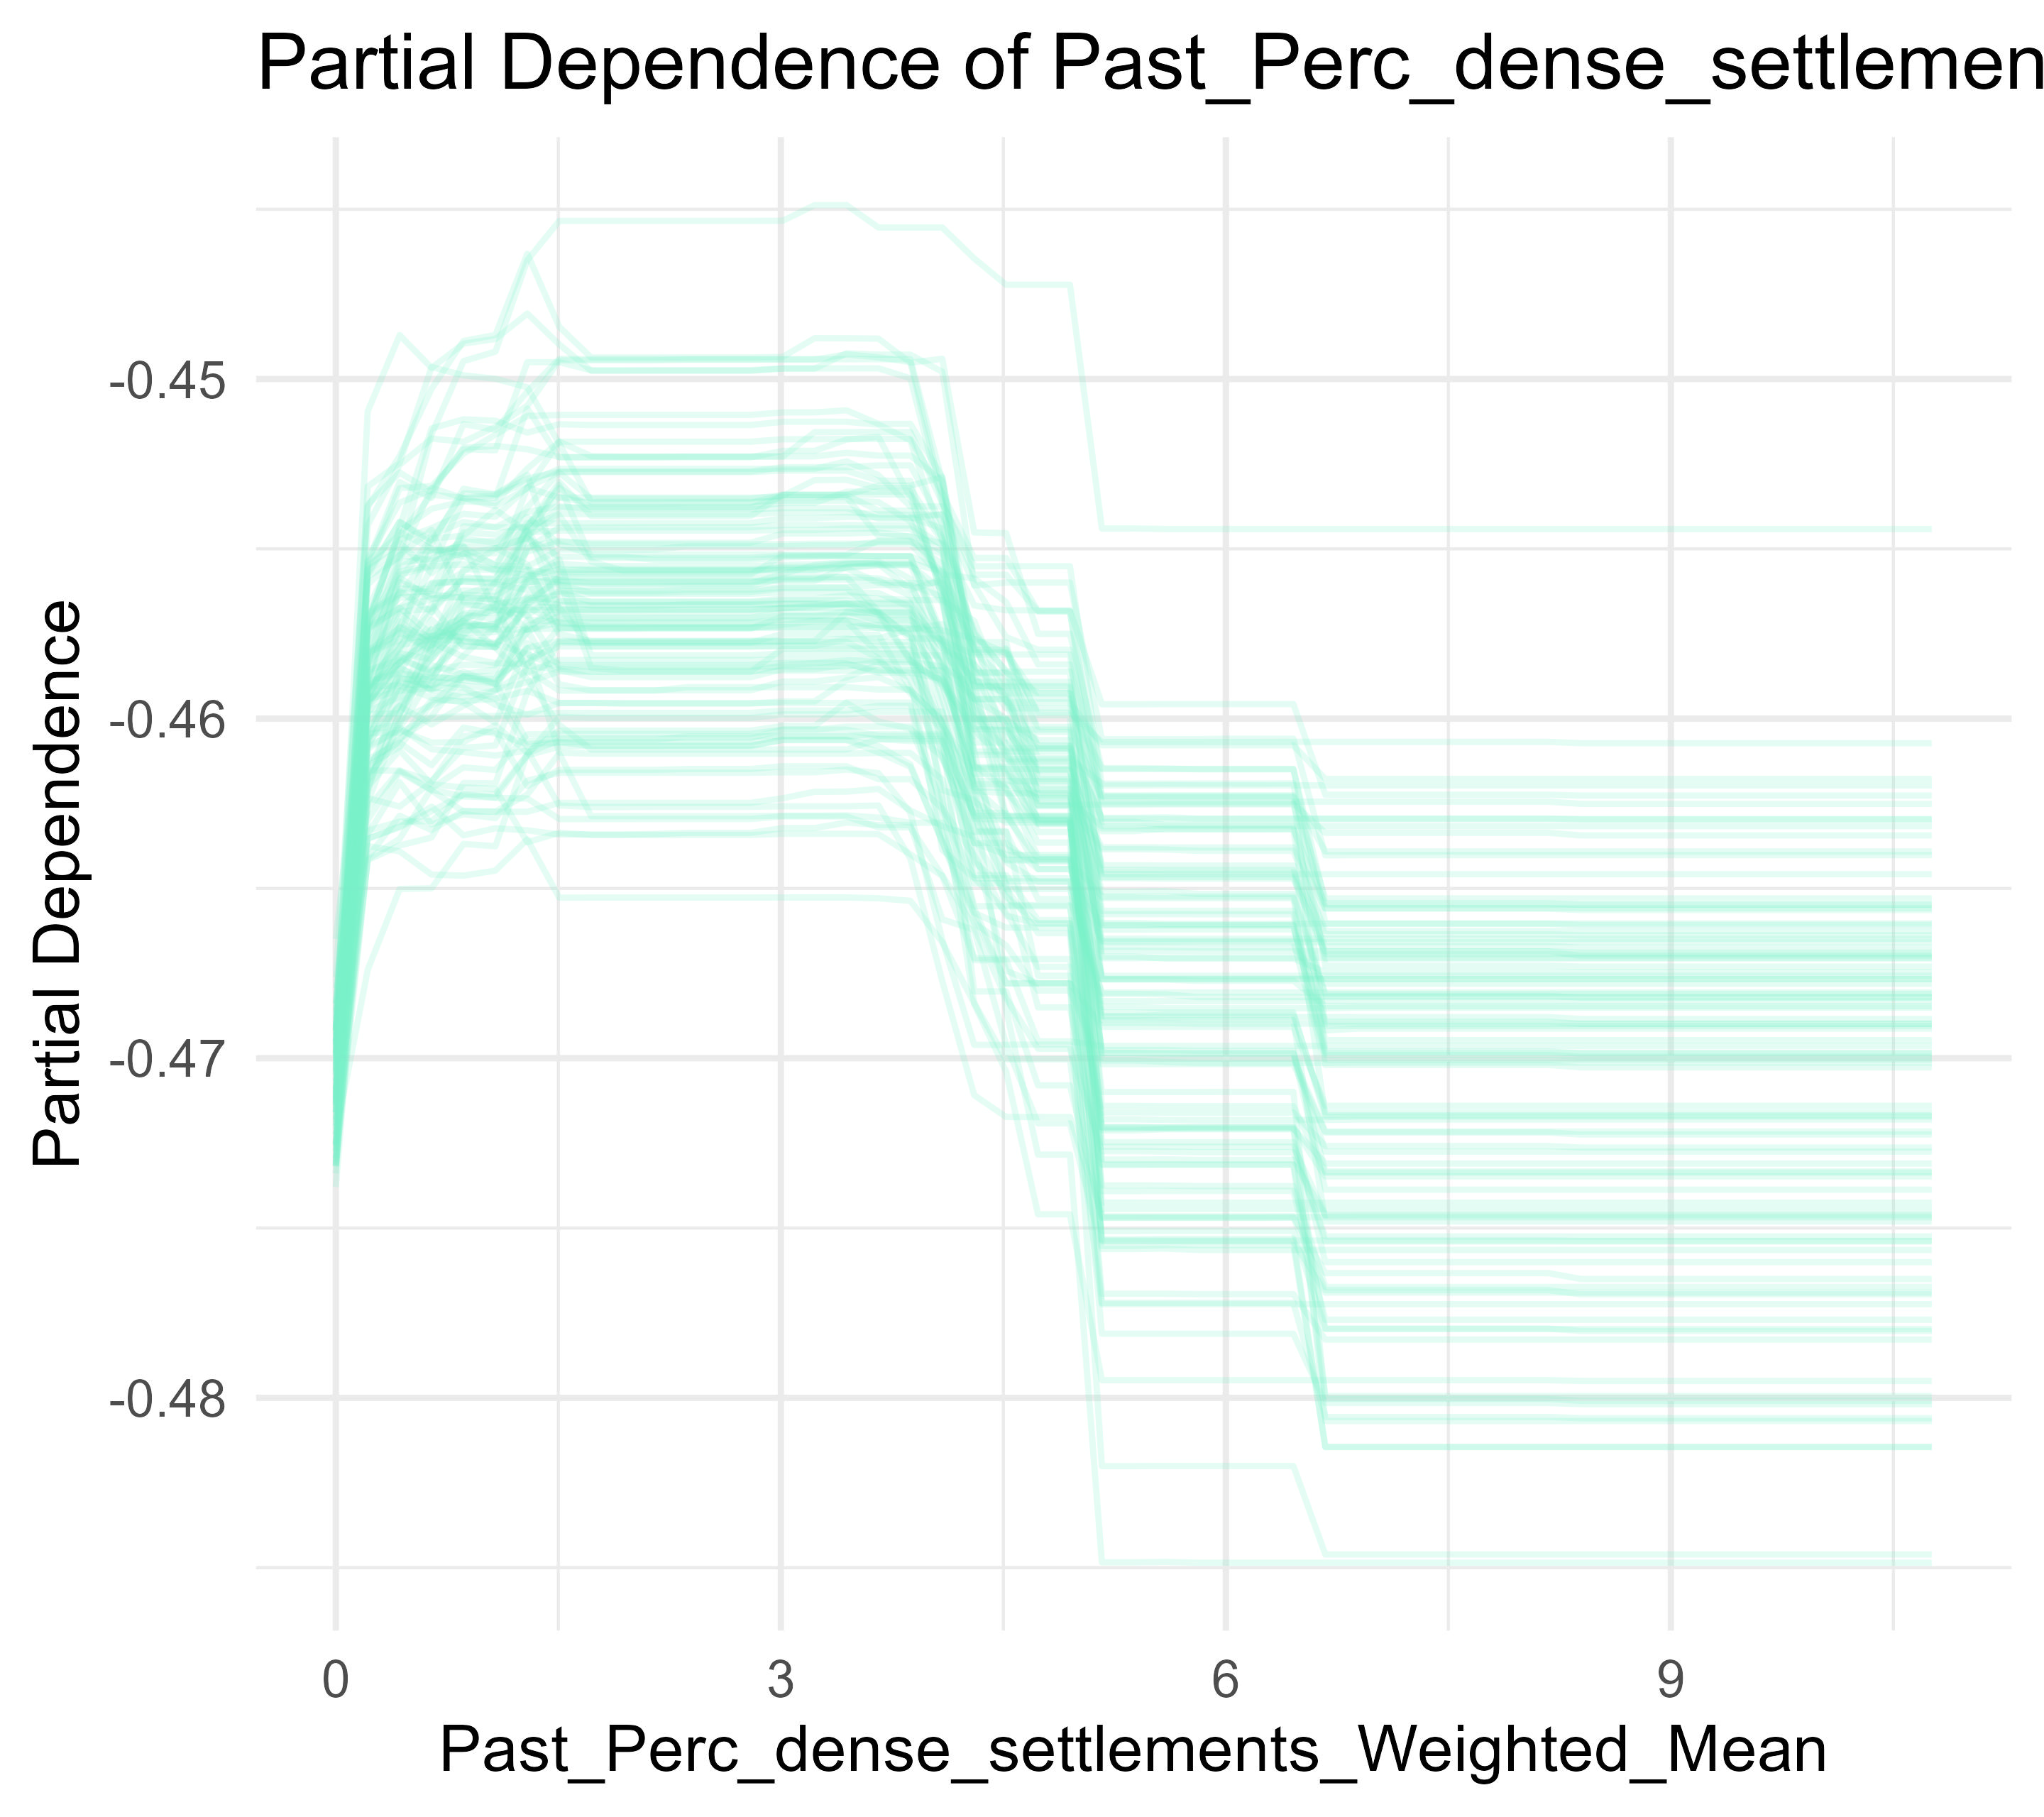 Partial Dependence of Past_Perc_dense_settlemen
Partial Dependence
-0.45
-0.46
-0.47
-0.48
0 3 6 9
Past_Perc_dense_settlements_Weighted_Mean